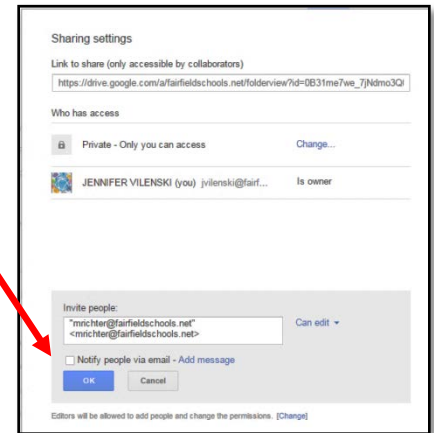 Sharing settings
Link to share (only accessible by collaborators)
https://drive.google.com/a/fairfieldschools.net/folderview?id=0B31me7we_7jNdmo3Q(
Who has access
Private - Only you can access Change...
JENNIFER VILENSKI (you) jvilenski@fairf... Is owner
Invite people:
"mrichter@fairfieldschools.net" Can edit
<mrichter@fairfieldschools.net>
Notify people via email - Add message
OK Cancel
Editors will be allowed to add people and change the permissions. [Change]